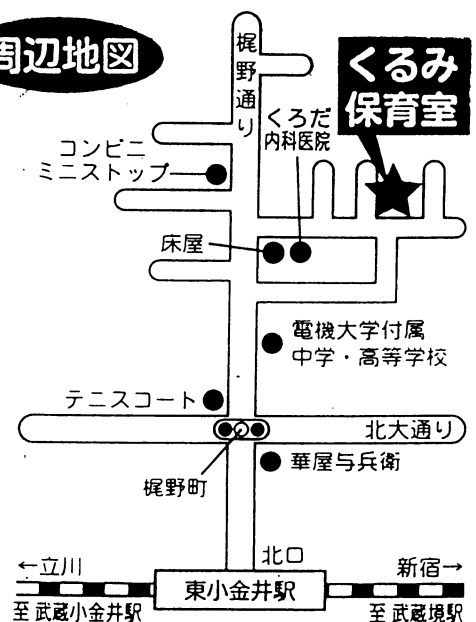 周辺地図
梶野通り
くるみ
保育室
くろだ
内科医院
コンビニ
ミニストップ
床屋
電機大学付属
中学・高等学校
テニスコート
北大通り
華屋与兵衛
梶野町
北口
←立川
新宿→
東小金井駅
至 武蔵小金井駅
至 武蔵境駅